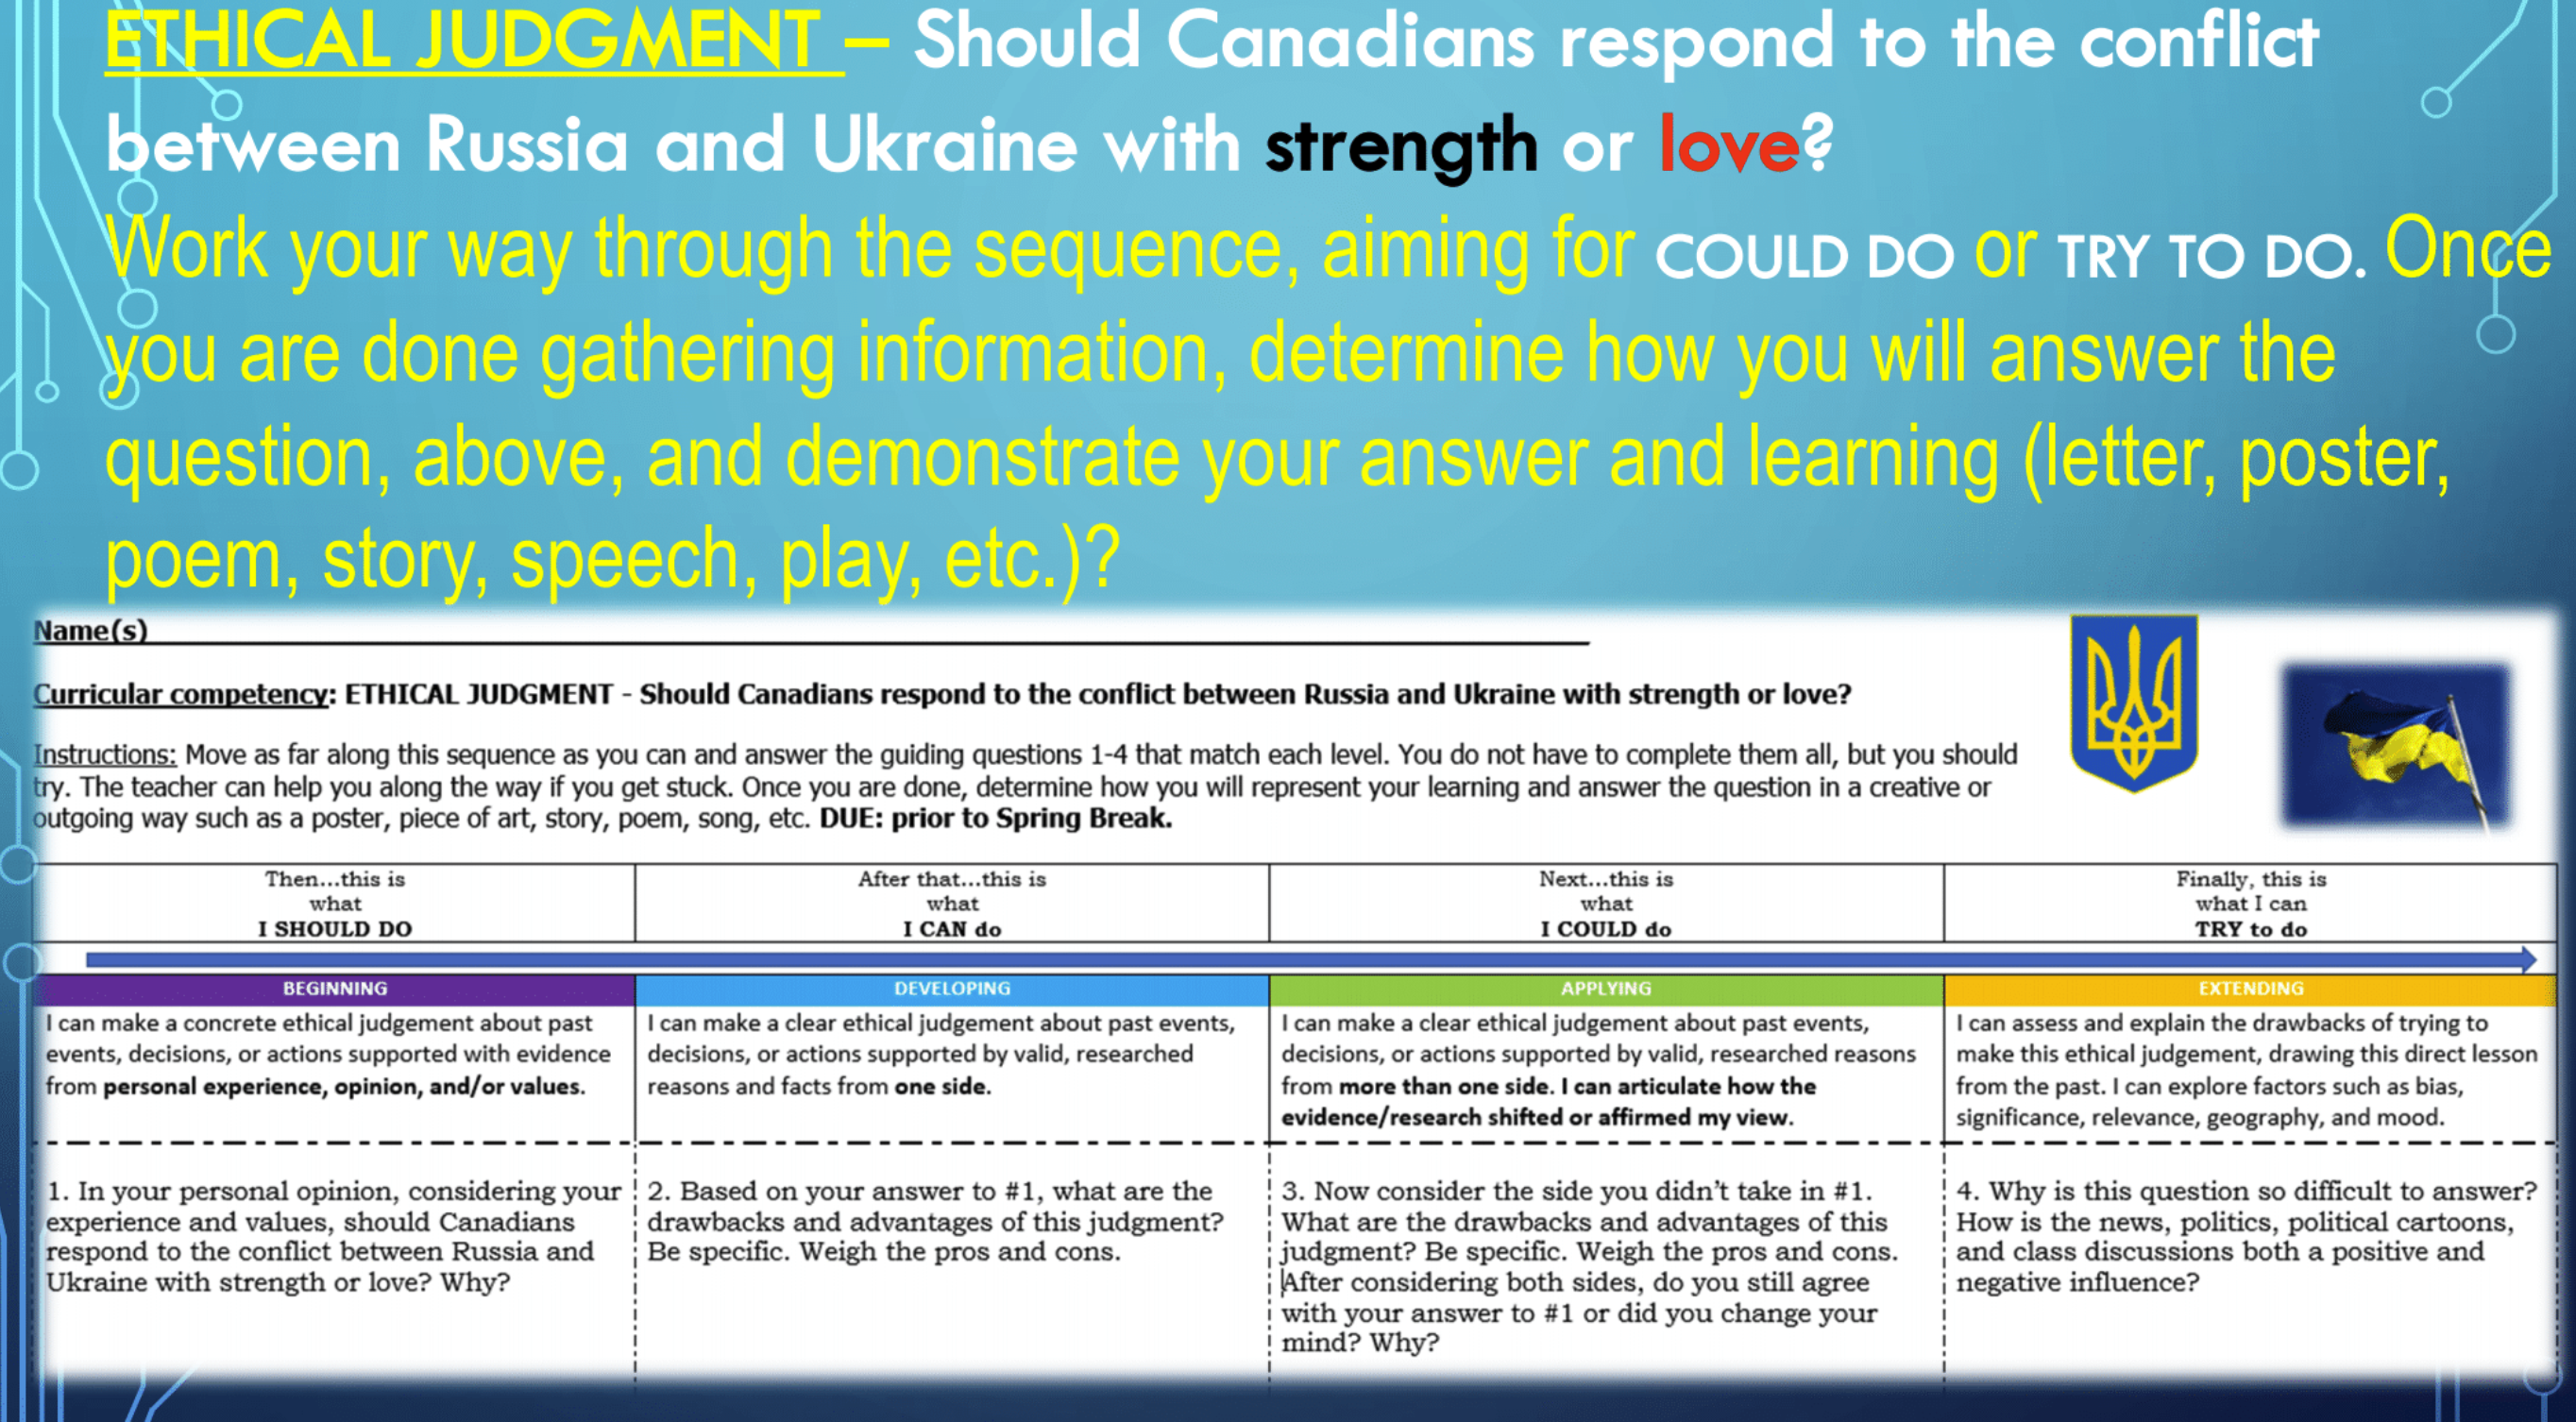 ETHICAL JUDGMENT – Should Canadians respond to the conflict
between Russia and Ukraine with strength or love?
Work your way through the sequence, aiming for COULD DO or TRY TO DO. Once
you are done gathering information, determine how you will answer the
question, above, and demonstrate your answer and learning (letter, poster,
poem, story, speech, play, etc.)?
Name(s)
Curricular competency: ETHICAL JUDGMENT - Should Canadians respond to the conflict between Russia and Ukraine with strength or love?
Instructions: Move as far along this sequence as you can and answer the guiding questions 1-4 that match each level. You do not have to complete them all, but you should
try. The teacher can help you along the way if you get stuck. Once you are done, determine how you will represent your learning and answer the question in a creative or
outgoing way such as a poster, piece of art, story, poem, song, etc. DUE: prior to Spring Break.
Then...this is
what
I SHOULD DO
After that...this is
what
I CAN do
Next...this is
what
I COULD do
Finally, this is
what I can
TRY to do
BEGINNING
DEVELOPING
APPLYING
EXTENDING
I can make a concrete ethical judgement about past
events, decisions, or actions supported with evidence
from personal experience, opinion, and/or values.
I can make a clear ethical judgement about past events,
decisions, or actions supported by valid, researched
reasons and facts from one side.
I can make a clear ethical judgement about past events,
decisions, or actions supported by valid, researched reasons
from more than one side. I can articulate how the
evidence/research shifted or affirmed my view.
I can assess and explain the drawbacks of trying to
make this ethical judgement, drawing this direct lesson
from the past. I can explore factors such as bias,
significance, relevance, geography, and mood.
1. In your personal opinion, considering your
experience and values, should Canadians
respond to the conflict between Russia and
Ukraine with strength or love? Why?
2. Based on your answer to #1, what are the
drawbacks and advantages of this judgment?
Be specific. Weigh the pros and cons.
3. Now consider the side you didn't take in #1.
What are the drawbacks and advantages of this
judgment? Be specific. Weigh the pros and cons.
After considering both sides, do you still agree
with your answer to #1 or did you change your
mind? Why?
4. Why is this question so difficult to answer?
How is the news, politics, political cartoons,
and class discussions both a positive and
negative influence?